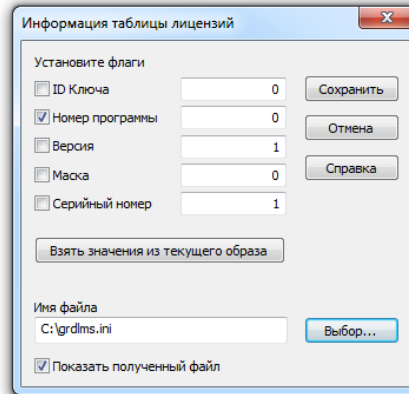 Информация таблицы лицензий
Установите флаги
ID Ключа 0 Сохранить
Номер программы 0 Отмена
Версия 1
Маска 0 Справка
Серийный номер 1
Взять значения из текущего образа
Имя файла
C:\grdlms.ini Выбор...
Показать полученный файл